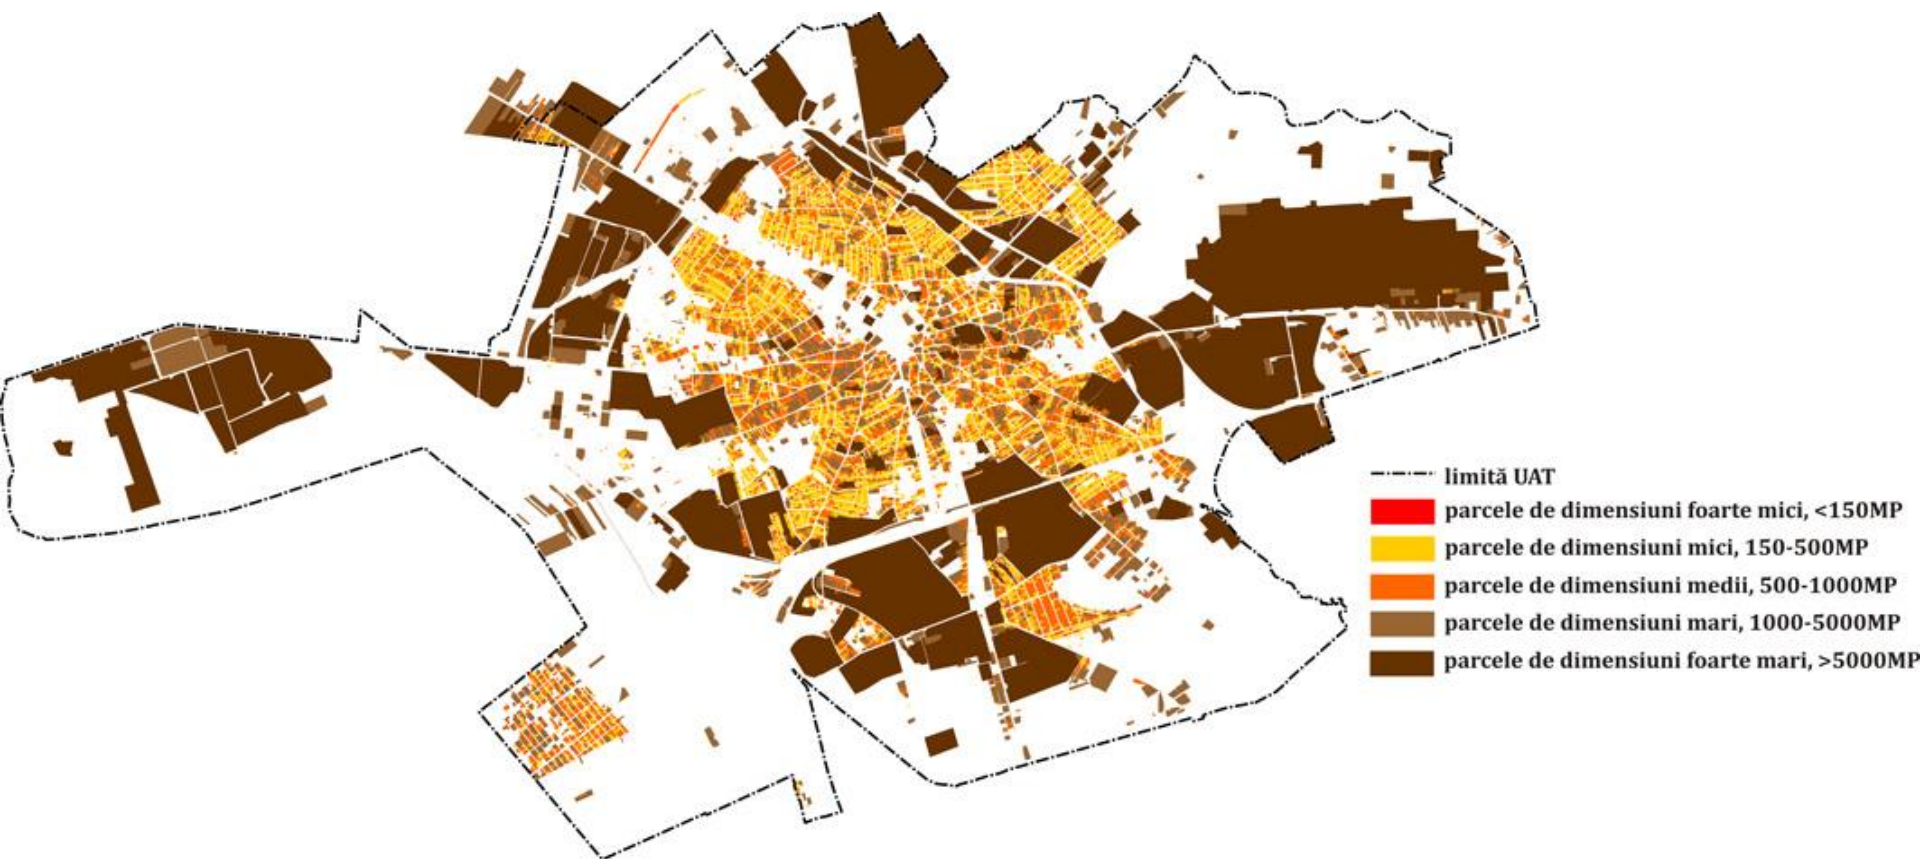 limită UAT
parcele de dimensiuni foarte mici, <150MP
parcele de dimensiuni mici, 150-500MP
parcele de dimensiuni medii, 500-1000MP
parcele de dimensiuni mari, 1000-5000MP
parcele de dimensiuni foarte mari, >5000MP